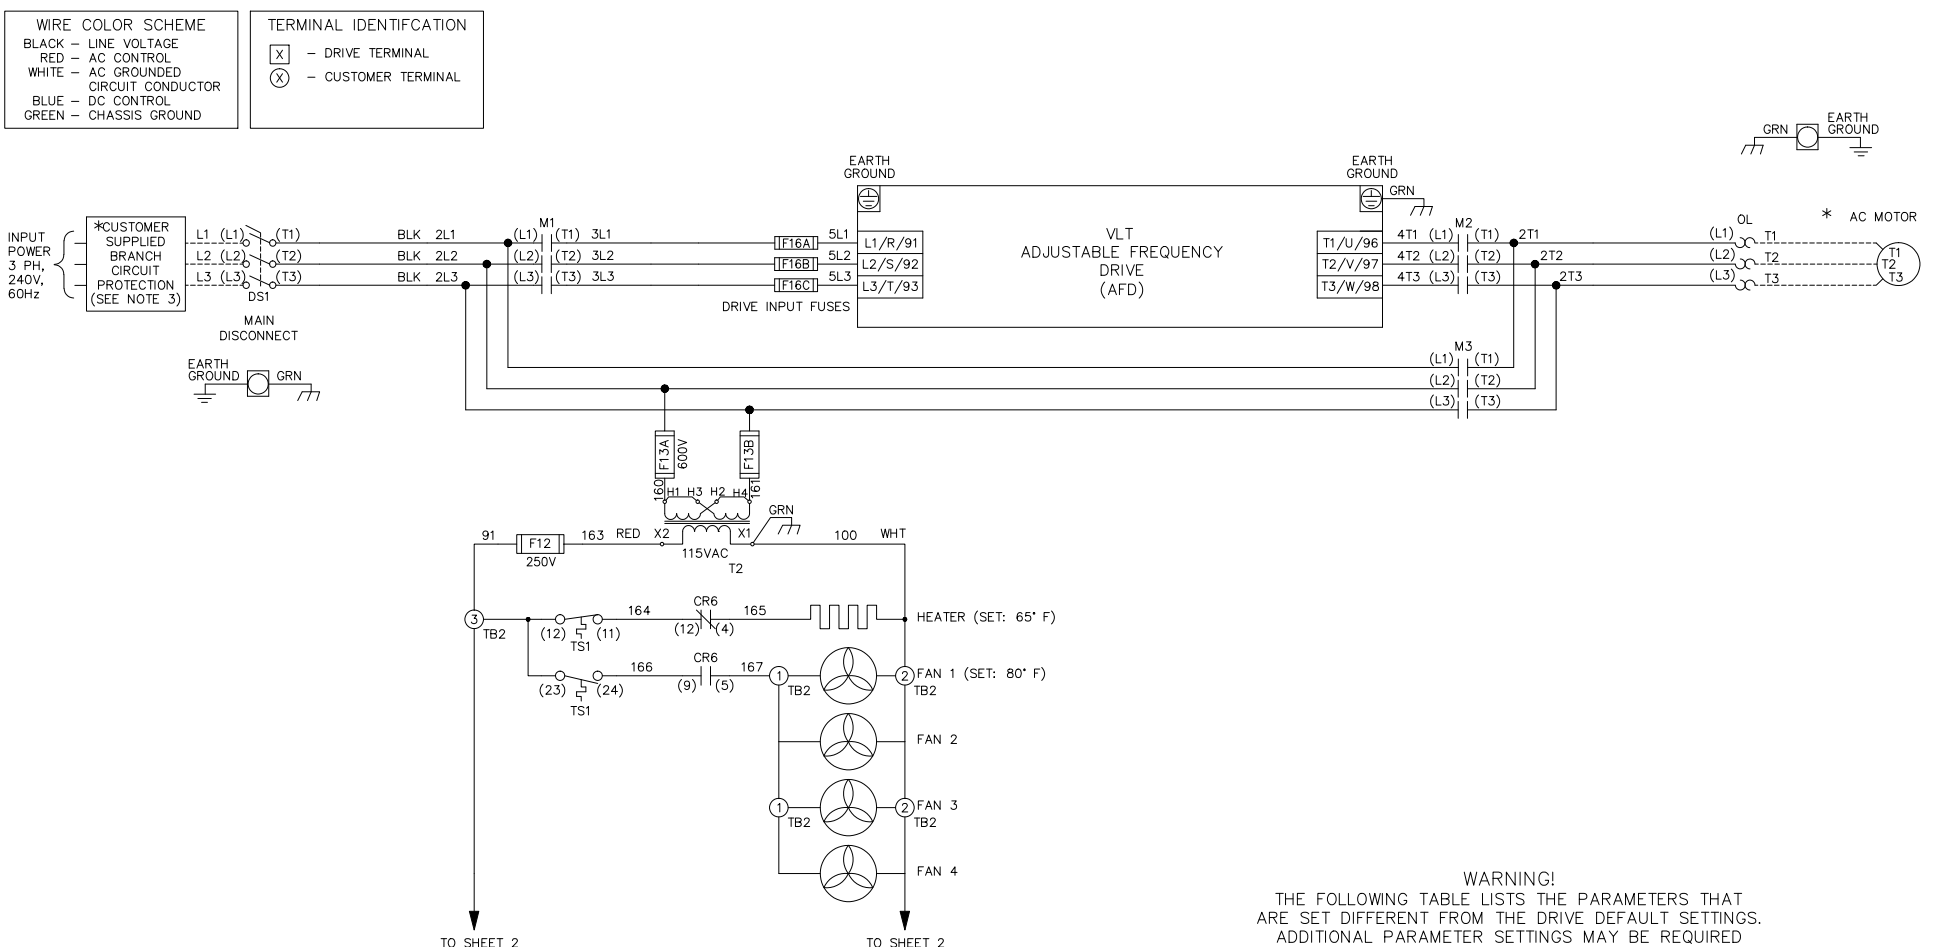 WIRE COLOR SCHEME
BLACK – LINE VOLTAGE
RED – AC CONTROL
WHITE – AC GROUNDED
CIRCUIT CONDUCTOR
BLUE – DC CONTROL
GREEN – CHASSIS GROUND
TERMINAL IDENTIFCATION
X – DRIVE TERMINAL
X – CUSTOMER TERMINAL
GRN
EARTH
GROUND
INPUT
POWER
3 PH,
240V,
60Hz
*CUSTOMER
SUPPLIED
BRANCH
CIRCUIT
PROTECTION
(SEE NOTE 3)
L1 (L1) (T1) BLK 2L1 (L1) M1 (T1) 3L1 F16A 5L1 L1/R/91
L2 (L2) (T2) BLK 2L2 (L2) (T2) 3L2 F16B 5L2 L2/S/92
L3 (L3) (T3) BLK 2L3 (L3) (T3) 3L3 F16C 5L3 L3/T/93
DS1
MAIN
DISCONNECT
DRIVE INPUT FUSES
EARTH
GROUND
VLT
ADJUSTABLE FREQUENCY
DRIVE
(AFD)
EARTH
GROUND
GRN
T1/U/96 4T1 (L1) M2 (T1) 2T1
T2/V/97 4T2 (L2) (T2) 2T2
T3/W/98 4T3 (L3) (T3) 2T3
OL
(L1) T1
(L2) T2
(L3) T3
* AC MOTOR
T1
T2
T3
EARTH
GROUND
GRN
M3
(L1) (T1)
(L2) (T2)
(L3) (T3)
F13A
600V
F13B
160
H1 H3 H2 H4
161
GRN
91 F12 163 RED X2 X1 100 WHT
250V
115VAC
T2
3
TB2
(12) (11)
TS1
164
CR6
(12) (4)
165
HEATER (SET: 65° F)
(23) (24)
TS1
166
CR6
(9) (5)
167
1
TB2
2
TB2
FAN 1 (SET: 80° F)
FAN 2
1
TB2
2
TB2
FAN 3
FAN 4
TO SHEET 2
TO SHEET 2
WARNING!
THE FOLLOWING TABLE LISTS THE PARAMETERS THAT
ARE SET DIFFERENT FROM THE DRIVE DEFAULT SETTINGS.
ADDITIONAL PARAMETER SETTINGS MAY BE REQUIRED